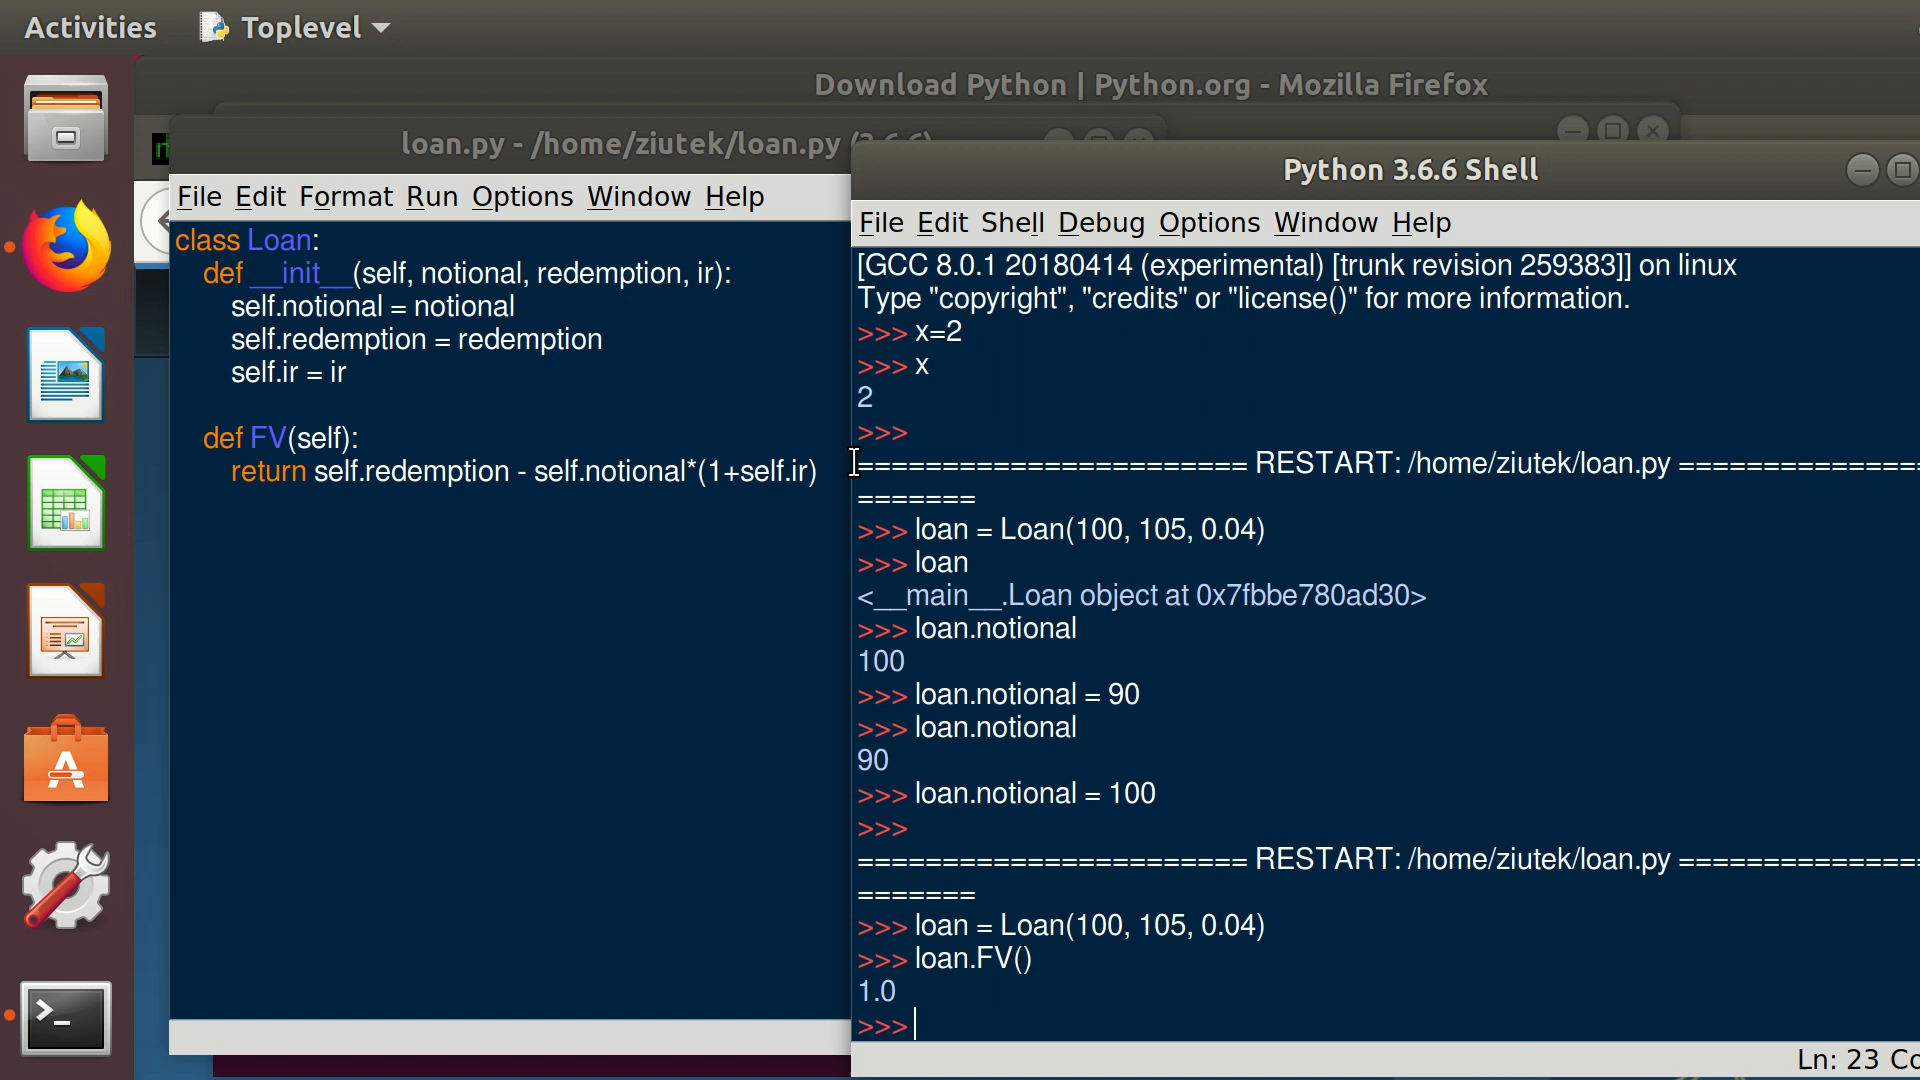 Activities
Toplevel
Download Python | Python.org - Mozilla Firefox
loan.py - /home/ziutek/loan.py (3.6.6)
File Edit Format Run Options Window Help
class Loan:
    def __init__(self, notional, redemption, ir):
        self.notional = notional
        self.redemption = redemption
        self.ir = ir
    def FV(self):
        return self.redemption - self.notional*(1+self.ir)
Python 3.6.6 Shell
File Edit Shell Debug Options Window Help
[GCC 8.0.1 20180414 (experimental) [trunk revision 259383]] on linux
Type "copyright", "credits" or "license()" for more information.
>>> x=2
>>> x
2
>>>
======================= RESTART: /home/ziutek/loan.py ===============
=======
>>> loan = Loan(100, 105, 0.04)
>>> loan
<__main__.Loan object at 0x7fbbe780ad30>
>>> loan.notional
100
>>> loan.notional = 90
>>> loan.notional
90
>>> loan.notional = 100
>>>
======================= RESTART: /home/ziutek/loan.py ===============
=======
>>> loan = Loan(100, 105, 0.04)
>>> loan.FV()
1.0
>>>
Ln: 23 Co